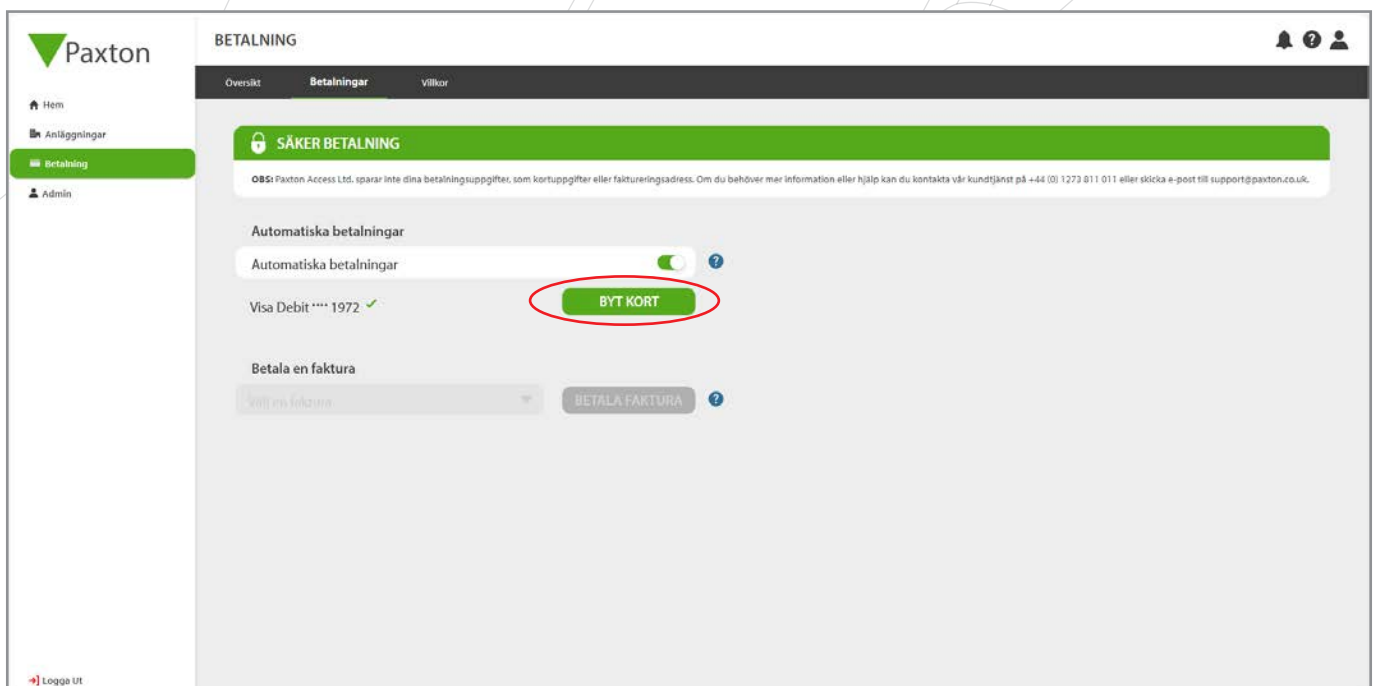 Paxton
BETALNING
Översikt Betalningar Villkor
Hem
Anläggningar
Betalning
Admin
SÄKER BETALNING
OBS: Paxton Access Ltd. sparar inte dina betalningsuppgifter, som kortuppgifter eller faktureringsadress. Om du behöver mer information eller hjälp kan du kontakta vår kundtjänst på +44 (0) 1273 811 011 eller skicka e-post till support@paxton.co.uk.
Automatiska betalningar
Automatiska betalningar
Visa Debit •••• 1972
BYT KORT
Betala en faktura
Välj en faktura
BETALA FAKTURA
Logga Ut